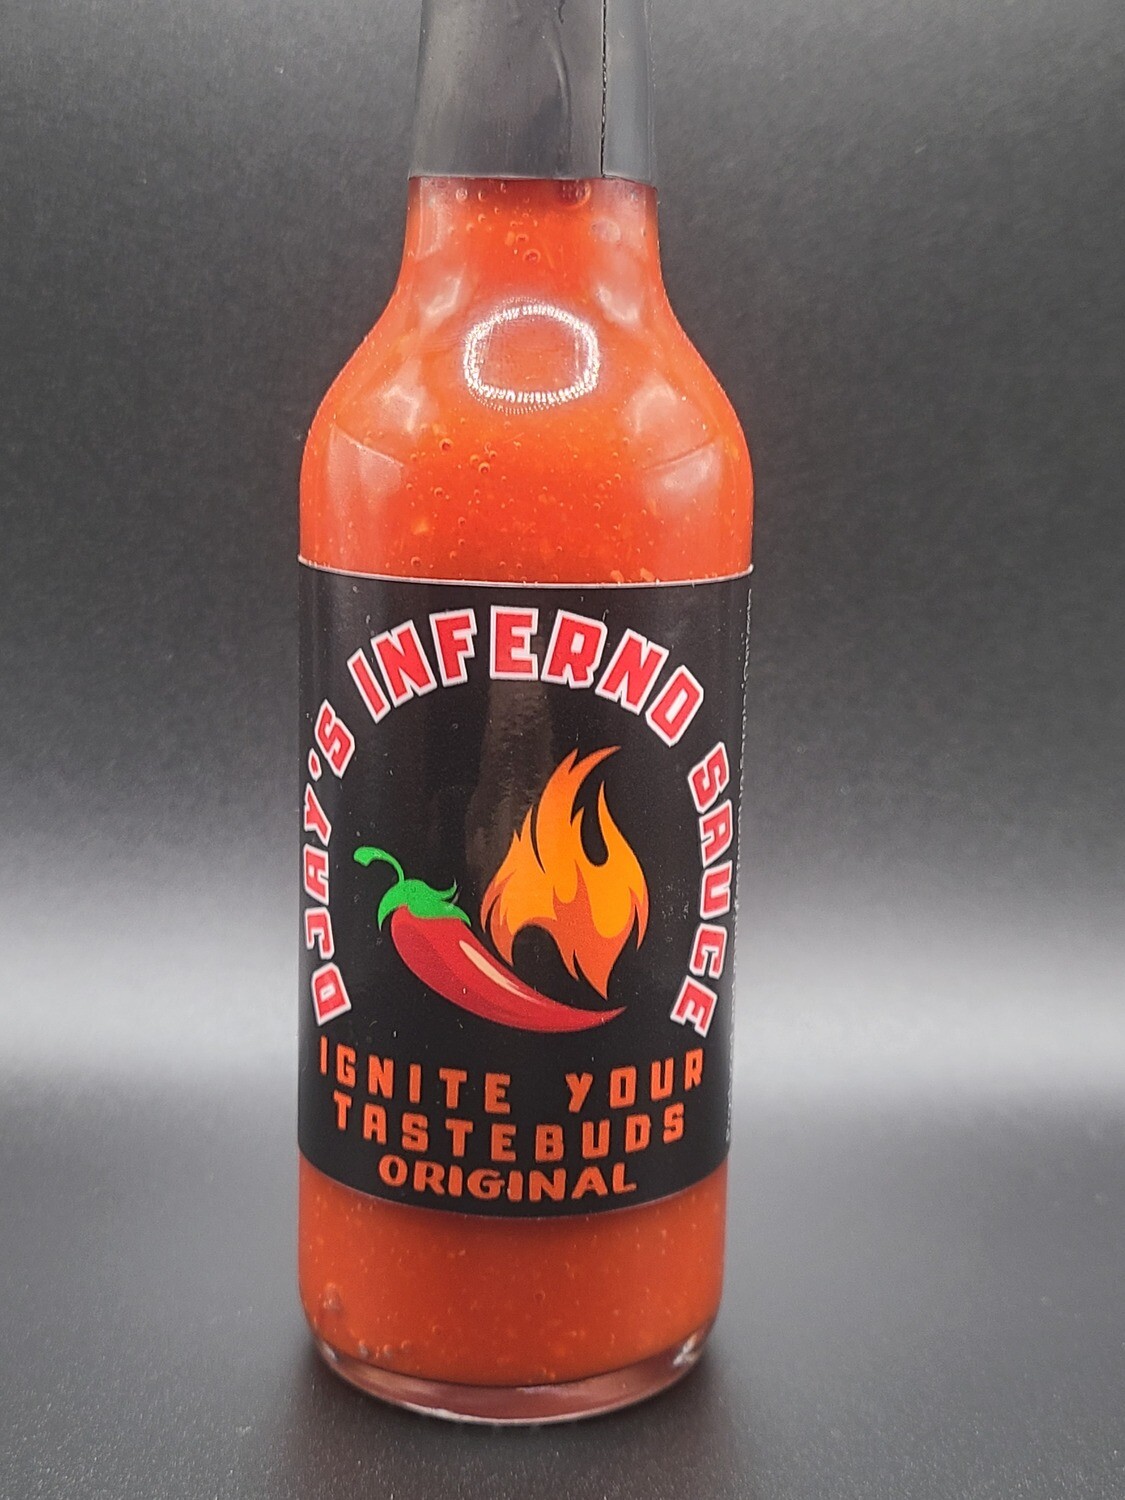 DJAY'S INFERNO SAUCE
IGNITE YOUR
TASTEBUDS
ORIGINAL